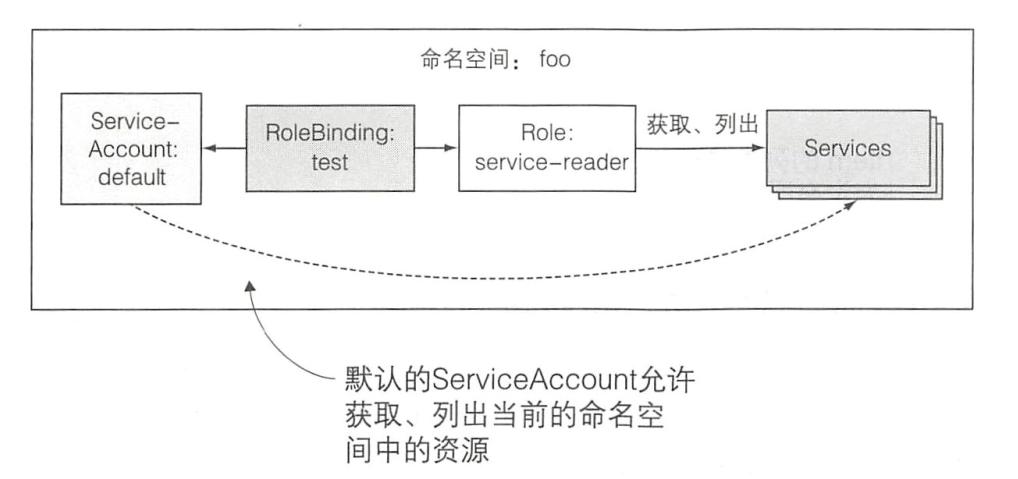 命名空间： foo
Service–
Account:
default
RoleBinding:
test
Role:
service–reader
获取、列出
Services
默认的ServiceAccount允许
获取、列出当前的命名空
间中的资源